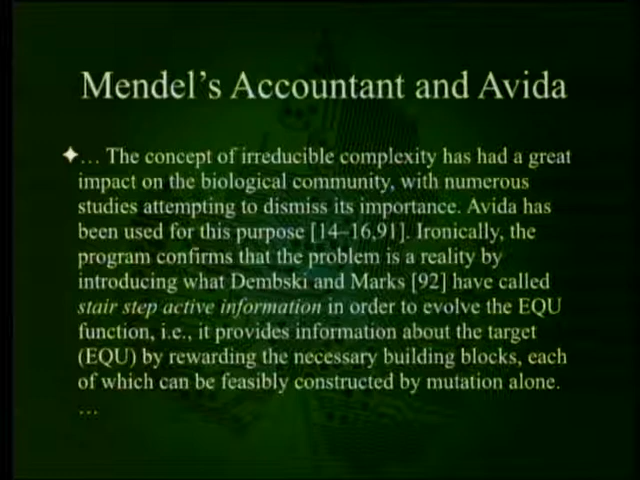 Mendel's Accountant and Avida
… The concept of irreducible complexity has had a great
impact on the biological community, with numerous
studies attempting to dismiss its importance. Avida has
been used for this purpose [14–16,91]. Ironically, the
program confirms that the problem is a reality by
introducing what Dembski and Marks [92] have called
stair step active information in order to evolve the EQU
function, i.e., it provides information about the target
(EQU) by rewarding the necessary building blocks, each
of which can be feasibly constructed by mutation alone.
…